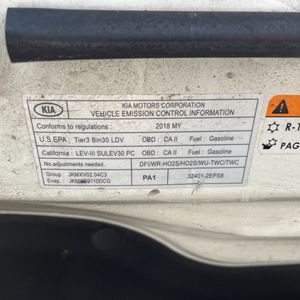 KIA
KIA MOTORS CORPORATION
VEHICLE EMISSION CONTROL INFORMATION
Conforms to regulations : 2018 MY
U.S.EPA : Tier3 Bin30 LDV OBD : CA II Fuel : Gasoline
California : LEV-III SULEV30 PC OBD : CA II Fuel : Gasoline
No adjustments needed. DFI/WR-HO2S/HO2S/WU-TWC/TWC
Group : JKMXV02.04C3
Evap. : PA1 32401-2EPS8
R-1
PAG